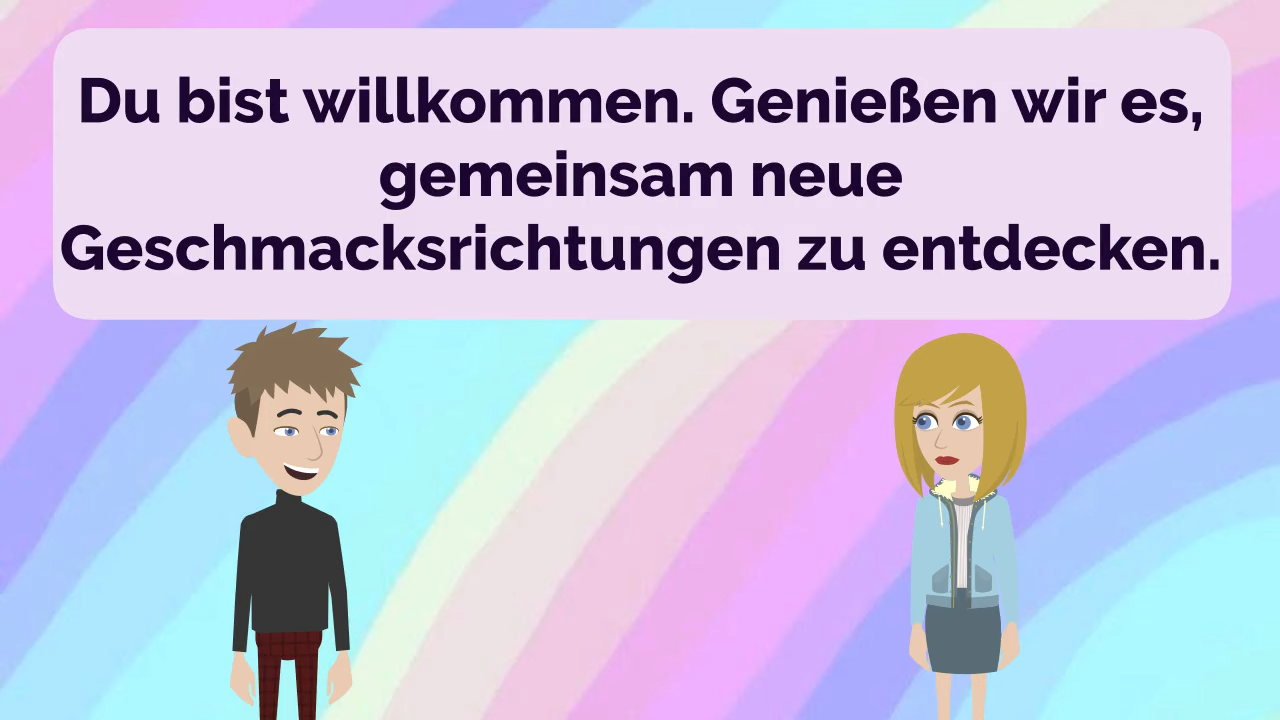 Du bist willkommen. Genießen wir es,
gemeinsam neue
Geschmacksrichtungen zu entdecken.